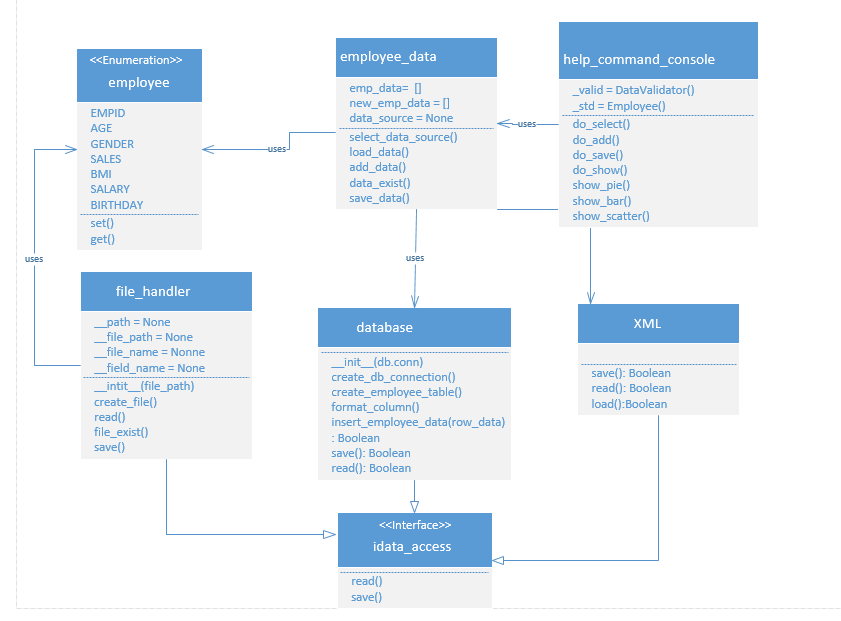 <<Enumeration>>
employee
EMPID
AGE
GENDER
SALES
BMI
SALARY
BIRTHDAY
set()
get()
employee_data
emp_data= []
new_emp_data = []
data_source = None
select_data_source()
load_data()
add_data()
data_exist()
save_data()
help_command_console
_valid = DataValidator()
_std = Employee()
do_select()
do_add()
do_save()
do_show()
show_pie()
show_bar()
show_scatter()
uses
uses
uses
uses
file_handler
__path = None
__file_path = None
__file_name = Nonne
__field_name = None
__intit__(file_path)
create_file()
read()
file_exist()
save()
database
__init__(db.conn)
create_db_connection()
create_employee_table()
format_column()
insert_employee_data(row_data)
: Boolean
save(): Boolean
read(): Boolean
XML
save(): Boolean
read(): Boolean
load():Boolean
<<Interface>>
idata_access
read()
save()